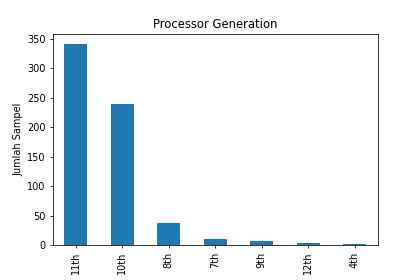 Processor Generation
Jumlah Sampel
350
300
250
200
150
100
50
0
11th
10th
8th
7th
9th
12th
4th